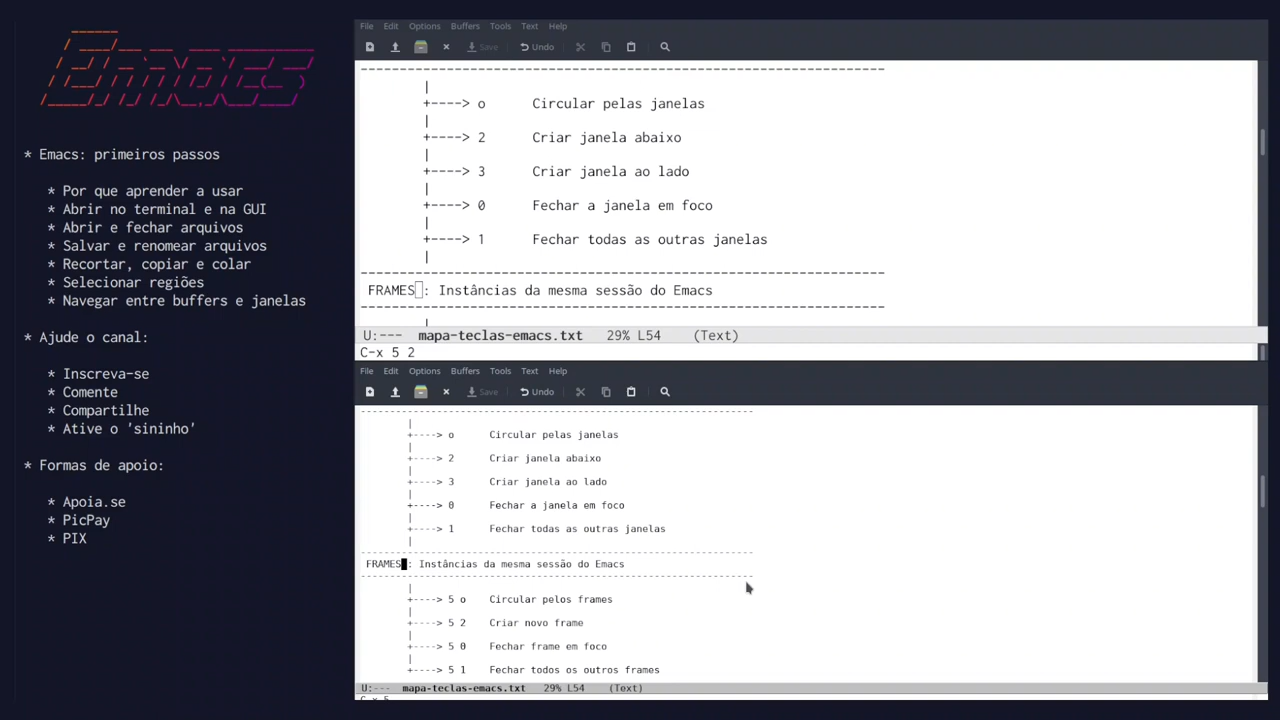 Emacs
* Emacs: primeiros passos
* Por que aprender a usar
* Abrir no terminal e na GUI
* Abrir e fechar arquivos
* Salvar e renomear arquivos
* Recortar, copiar e colar
* Selecionar regiões
* Navegar entre buffers e janelas
* Ajude o canal:
* Inscreva-se
* Comente
* Compartilhe
* Ative o 'sininho'
* Formas de apoio:
* Apoia.se
* PicPay
* PIX
File Edit Options Buffers Tools Text Help
Save Undo
+----> o Circular pelas janelas
+----> 2 Criar janela abaixo
+----> 3 Criar janela ao lado
+----> 0 Fechar a janela em foco
+----> 1 Fechar todas as outras janelas
FRAMES : Instâncias da mesma sessão do Emacs
U:--- mapa-teclas-emacs.txt 29% L54 (Text)
C-x 5 2
File Edit Options Buffers Tools Text Help
Save Undo
+----> o Circular pelas janelas
+----> 2 Criar janela abaixo
+----> 3 Criar janela ao lado
+----> 0 Fechar a janela em foco
+----> 1 Fechar todas as outras janelas
FRAMES : Instâncias da mesma sessão do Emacs
+----> 5 o Circular pelos frames
+----> 5 2 Criar novo frame
+----> 5 0 Fechar frame em foco
+----> 5 1 Fechar todos os outros frames
U:--- mapa-teclas-emacs.txt 29% L54 (Text)
C-x 5